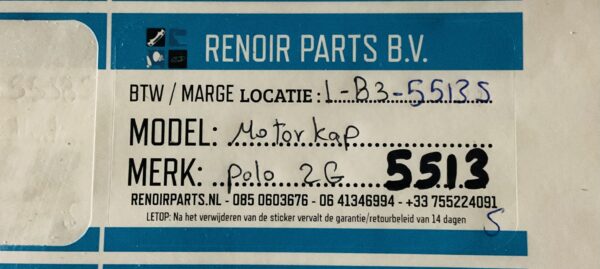 RENOIR PARTS B.V.
BTW / MARGE LOCATIE : L-B3-5513S
MODEL: Motorkap
MERK: polo 2G 5513
RENOIRPARTS.NL - 085 0603676 - 06 41346994 - +33 755224091
LETOP: Na het verwijderen van de sticker vervalt de garantie/retourbeleid van 14 dagen
S